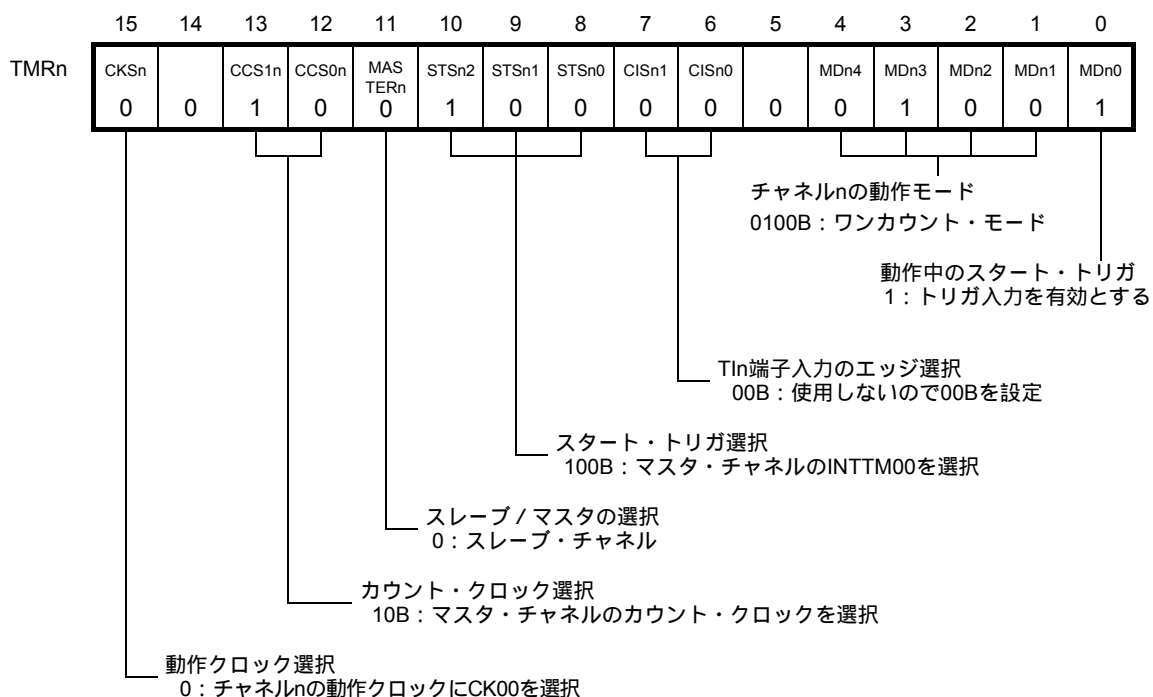 15 14 13 12 11 10 9 8 7 6 5 4 3 2 1 0
TMRn CKSn CCS1n CCS0n MAS TERn STSn2 STSn1 STSn0 CISn1 CISn0 MDn4 MDn3 MDn2 MDn1 MDn0
0 0 1 0 0 1 0 0 0 0 0 0 1 0 0 1
チャネルnの動作モード
0100B:ワンカウント・モード
動作中のスタート・トリガ
1:トリガ入力を有効とする
TIn端子入力のエッジ選択
00B:使用しないので00Bを設定
スタート・トリガ選択
100B:マスタ・チャネルのINTTM00を選択
スレーブ/マスタの選択
0:スレーブ・チャネル
カウント・クロック選択
10B:マスタ・チャネルのカウント・クロックを選択
動作クロック選択
0:チャネルnの動作クロックにCK00を選択